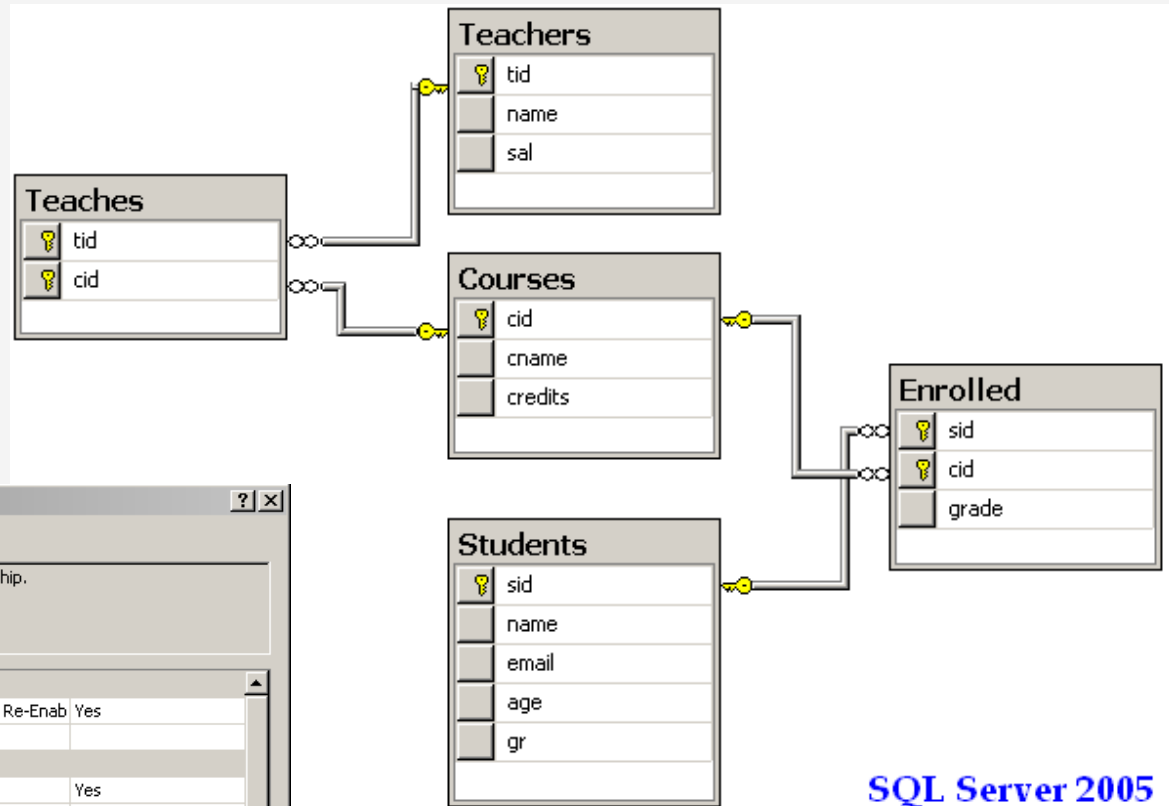 Teachers
tid
name
sal
Teaches
tid
cid
Courses
cid
cname
credits
Enrolled
sid
cid
grade
Students
sid
name
email
age
gr
? ×
hip.
Re-Enab Yes
Yes
SQL Server 2005